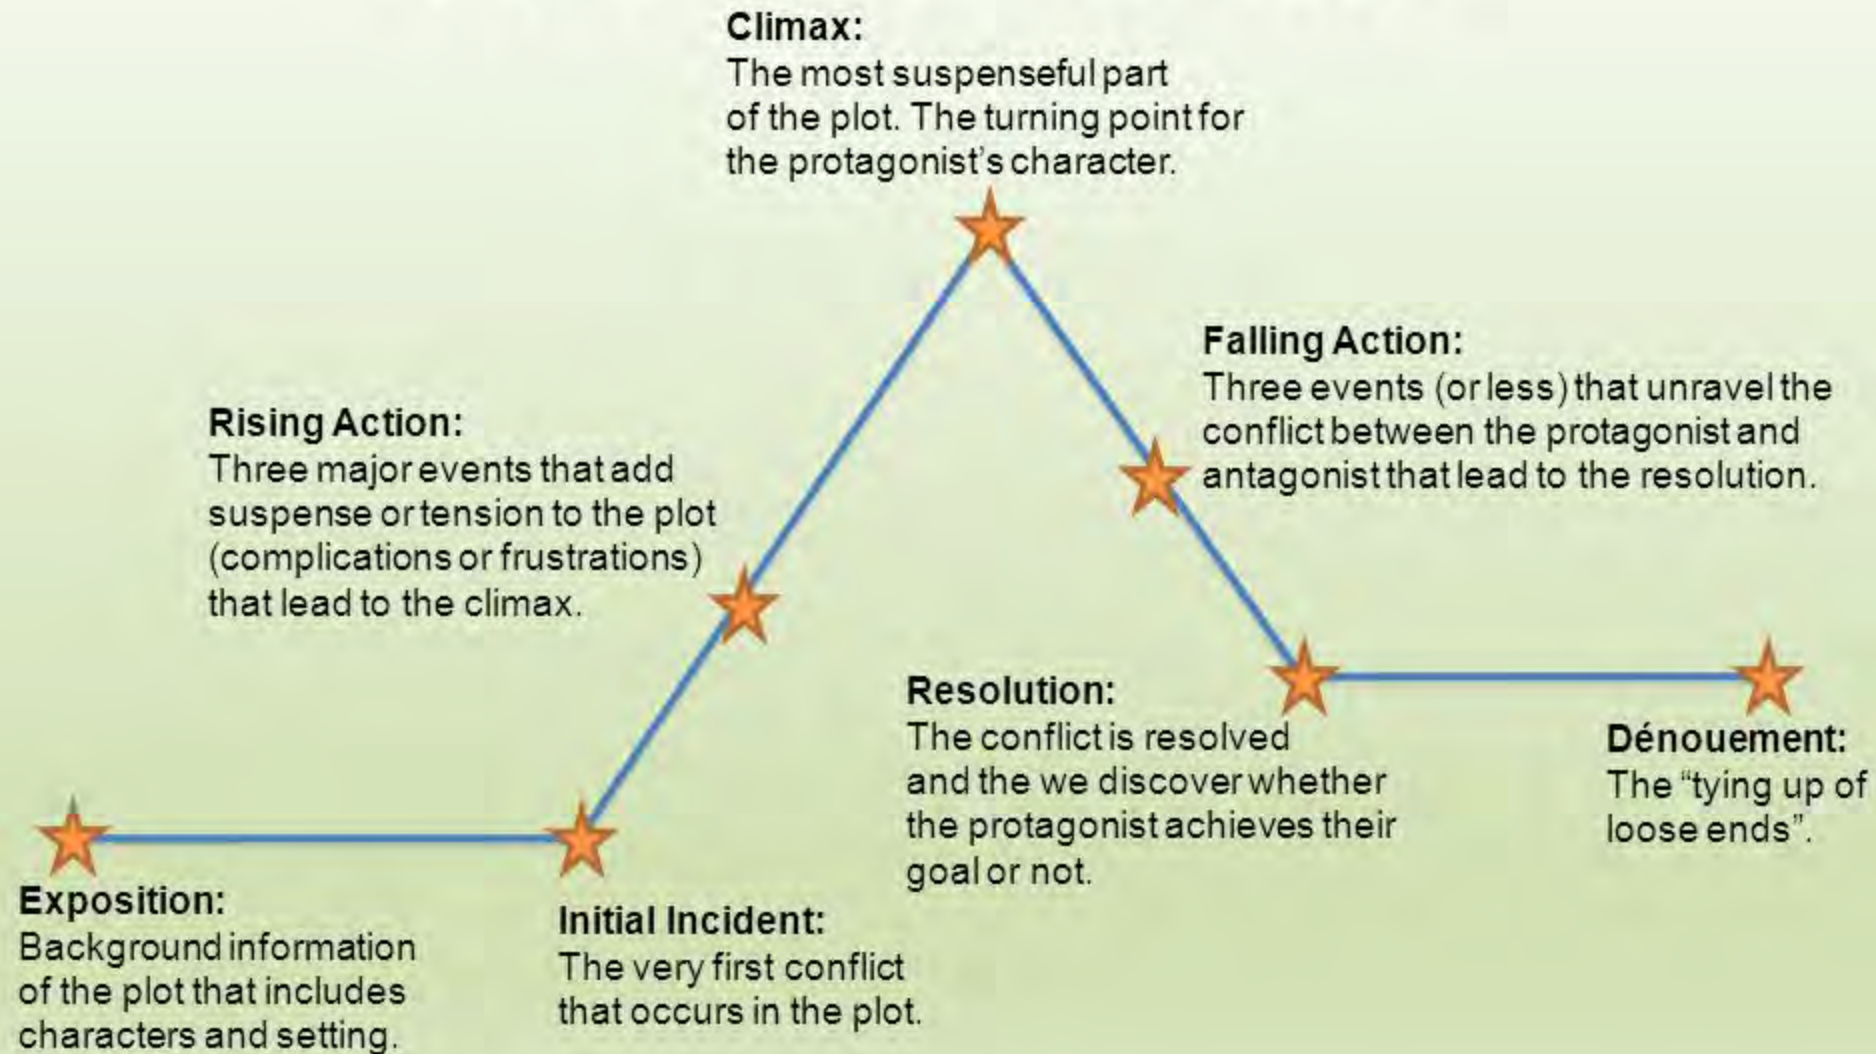 Climax:
The most suspenseful part
of the plot. The turning point for
the protagonist's character.
Falling Action:
Three events (or less) that unravel the
conflict between the protagonist and
antagonist that lead to the resolution.
Rising Action:
Three major events that add
suspense or tension to the plot
(complications or frustrations)
that lead to the climax.
Resolution:
The conflict is resolved
and the we discover whether
the protagonist achieves their
goal or not.
Dénouement:
The “tying up of
loose ends”.
Exposition:
Background information
of the plot that includes
characters and setting.
Initial Incident:
The very first conflict
that occurs in the plot.